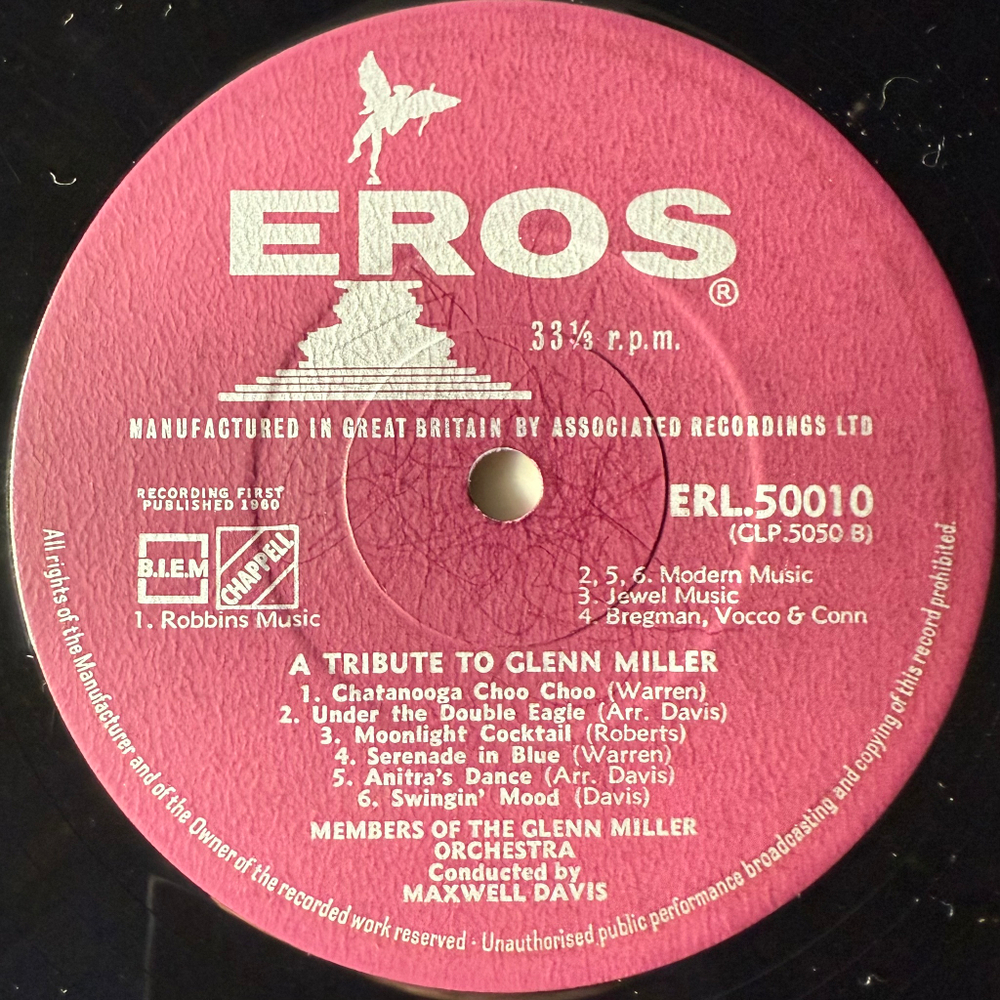 EROS
®
33⅓ r.p.m.
MANUFACTURED IN GREAT BRITAIN BY ASSOCIATED RECORDINGS LTD
RECORDING FIRST
PUBLISHED 1960
B.I.E.M
CHAPPELL
1. Robbins Music
ERL.50010
(CLP.5050 B)
2, 5, 6. Modern Music
3. Jewel Music
4. Bregman, Vocco & Conn
A TRIBUTE TO GLENN MILLER
1. Chatanooga Choo Choo (Warren)
2. Under the Double Eagle (Arr. Davis)
3. Moonlight Cocktail (Roberts)
4. Serenade in Blue (Warren)
5. Anitra's Dance (Arr. Davis)
6. Swingin' Mood (Davis)
MEMBERS OF THE GLENN MILLER
ORCHESTRA
Conducted by
MAXWELL DAVIS
All rights of the Manufacturer and of the Owner of the recorded work reserved · Unauthorised public performance broadcasting and copying of this record prohibited.